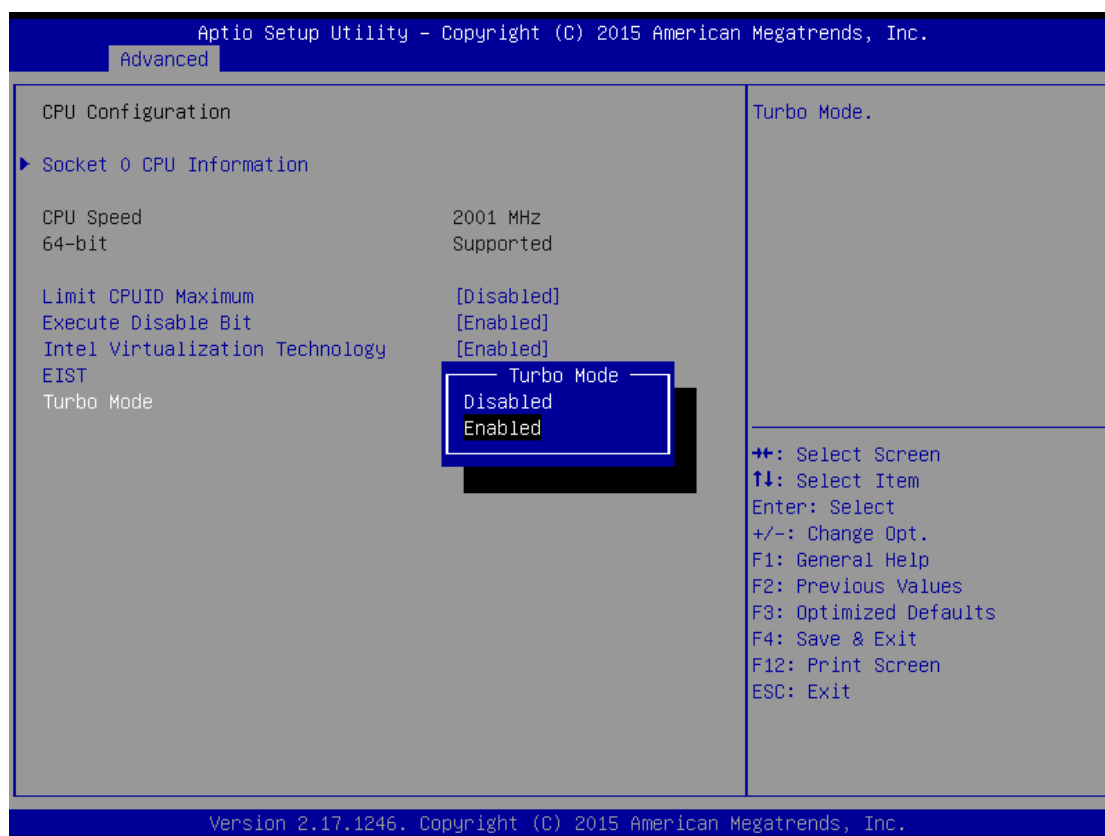 Aptio Setup Utility – Copyright (C) 2015 American Megatrends, Inc.
Advanced
CPU Configuration
Socket 0 CPU Information
CPU Speed 2001 MHz
64-bit Supported
Limit CPUID Maximum [Disabled]
Execute Disable Bit [Enabled]
Intel Virtualization Technology [Enabled]
EIST
Turbo Mode
Turbo Mode
Disabled
Enabled
Turbo Mode.
→←: Select Screen
↑↓: Select Item
Enter: Select
+/-: Change Opt.
F1: General Help
F2: Previous Values
F3: Optimized Defaults
F4: Save & Exit
F12: Print Screen
ESC: Exit
Version 2.17.1246. Copyright (C) 2015 American Megatrends, Inc.